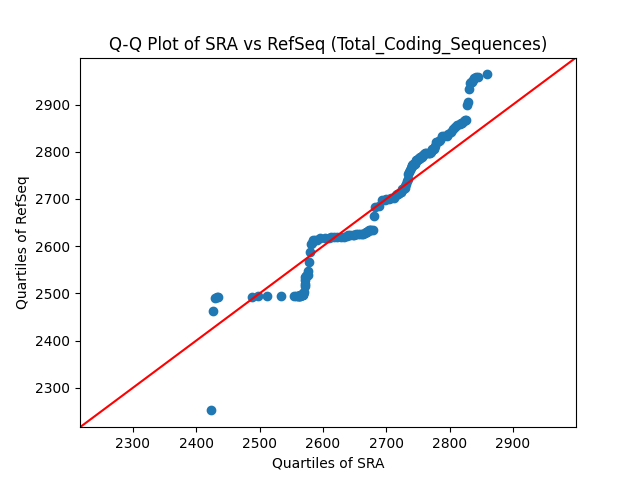 Q-Q Plot of SRA vs RefSeq (Total_Coding_Sequences)
Quartiles of RefSeq
2900
2800
2700
2600
2500
2400
2300
2300 2400 2500 2600 2700 2800 2900
Quartiles of SRA